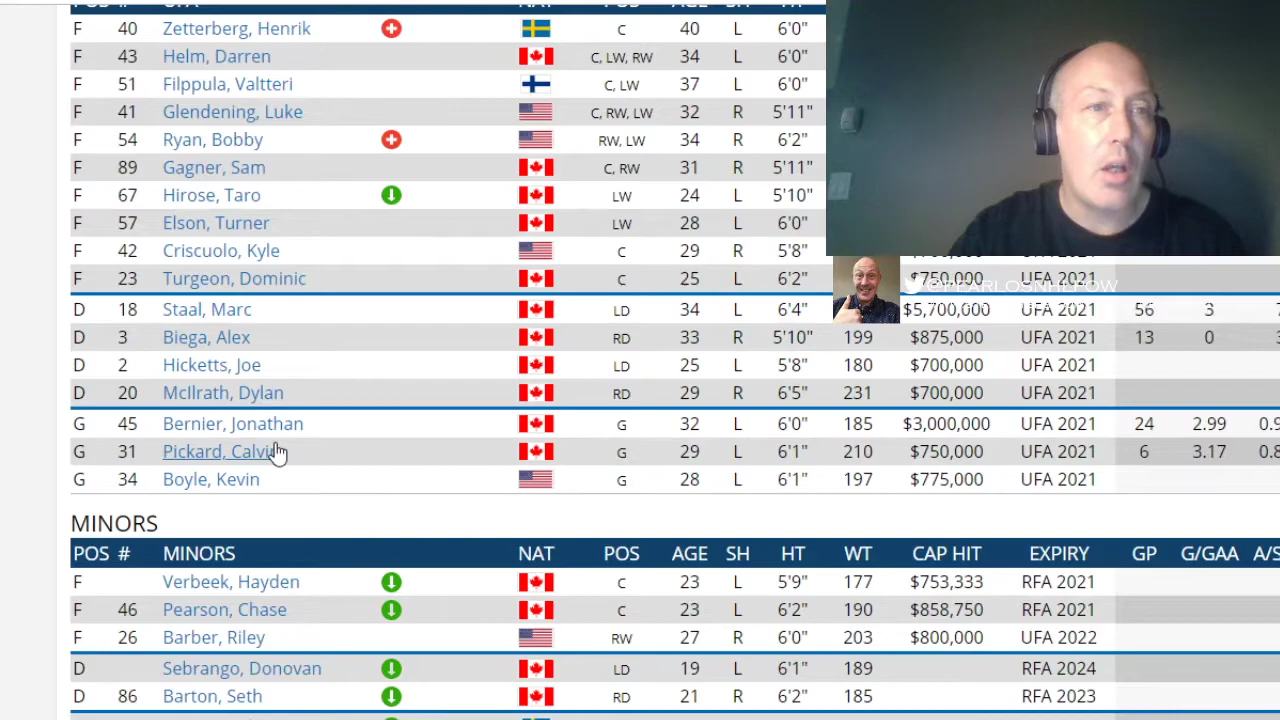 F 40 Zetterberg, Henrik C 40 L 6'0"
F 43 Helm, Darren C, LW, RW 34 L 6'0"
F 51 Filppula, Valtteri C, LW 37 L 6'0"
F 41 Glendening, Luke C, RW, LW 32 R 5'11"
F 54 Ryan, Bobby RW, LW 34 R 6'2"
F 89 Gagner, Sam C, RW 31 R 5'11"
F 67 Hirose, Taro LW 24 L 5'10"
F 57 Elson, Turner LW 28 L 6'0"
F 42 Criscuolo, Kyle C 29 R 5'8"
F 23 Turgeon, Dominic C 25 L 6'2" $750,000 UFA 2021
D 18 Staal, Marc LD 34 L 6'4" $5,700,000 UFA 2021 56 3
D 3 Biega, Alex RD 33 R 5'10" 199 $875,000 UFA 2021 13 0
D 2 Hicketts, Joe LD 25 L 5'8" 180 $700,000 UFA 2021
D 20 McIlrath, Dylan RD 29 R 6'5" 231 $700,000 UFA 2021
G 45 Bernier, Jonathan G 32 L 6'0" 185 $3,000,000 UFA 2021 24 2.99 0.9
G 31 Pickard, Calvi G 29 L 6'1" 210 $750,000 UFA 2021 6 3.17 0.8
G 34 Boyle, Kevin G 28 L 6'1" 197 $775,000 UFA 2021
MINORS
POS # MINORS NAT POS AGE SH HT WT CAP HIT EXPIRY GP G/GAA A/S
F Verbeek, Hayden C 23 L 5'9" 177 $753,333 RFA 2021
F 46 Pearson, Chase C 23 L 6'2" 190 $858,750 RFA 2021
F 26 Barber, Riley RW 27 R 6'0" 203 $800,000 UFA 2022
D Sebrango, Donovan LD 19 L 6'1" 189 RFA 2024
D 86 Barton, Seth RD 21 R 6'2" 185 RFA 2023